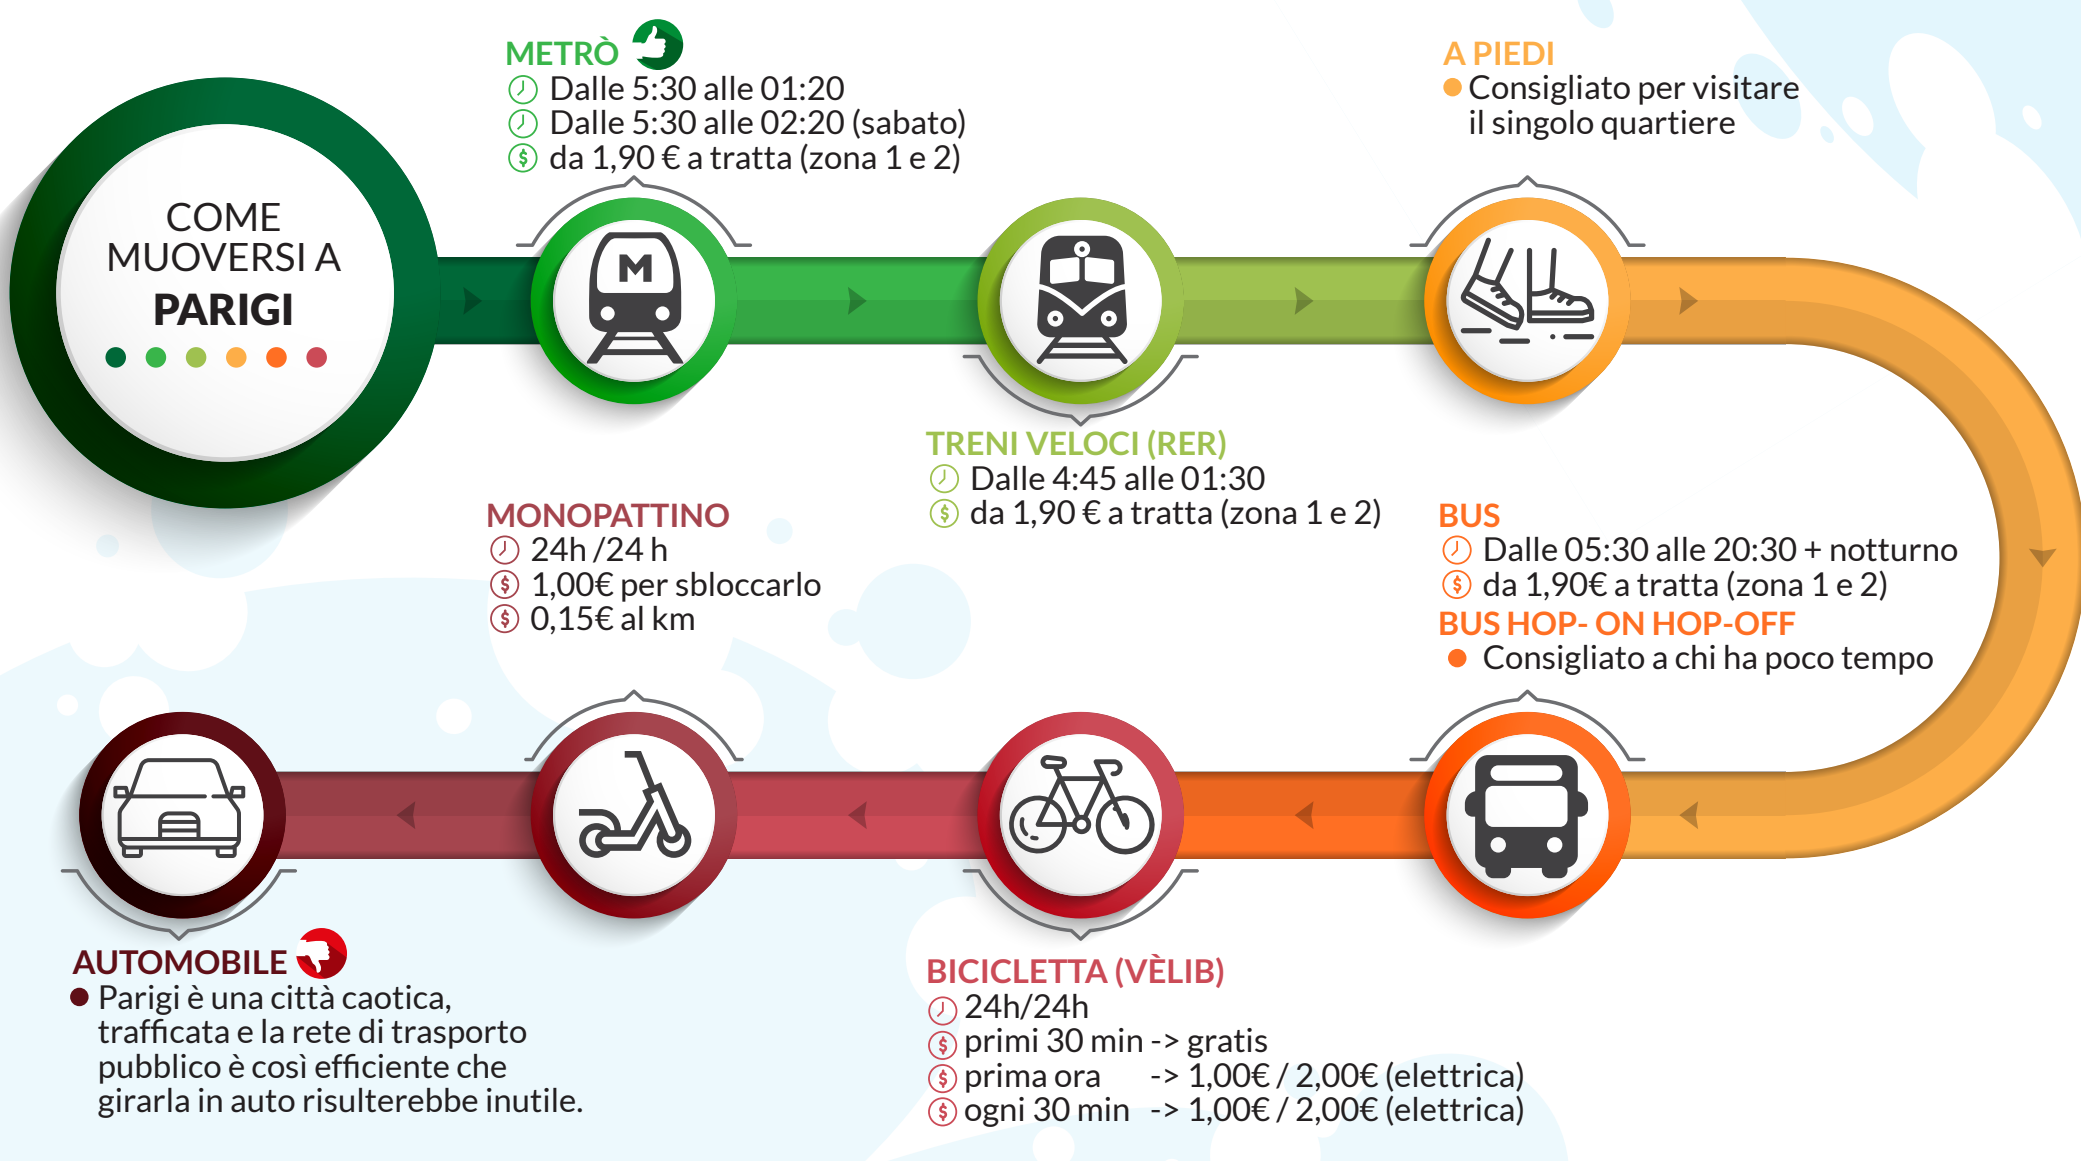 COME
MUOVERSI A
PARIGI
METRÒ
Dalle 5:30 alle 01:20
Dalle 5:30 alle 02:20 (sabato)
da 1,90 € a tratta (zona 1 e 2)
M
TRENI VELOCI (RER)
Dalle 4:45 alle 01:30
da 1,90 € a tratta (zona 1 e 2)
A PIEDI
Consigliato per visitare
il singolo quartiere
BUS
Dalle 05:30 alle 20:30 + notturno
da 1,90€ a tratta (zona 1 e 2)
BUS HOP- ON HOP-OFF
Consigliato a chi ha poco tempo
BICICLETTA (VÈLIB)
24h/24h
primi 30 min -> gratis
prima ora -> 1,00€ / 2,00€ (elettrica)
ogni 30 min -> 1,00€ / 2,00€ (elettrica)
MONOPATTINO
24h /24 h
1,00€ per sbloccarlo
0,15€ al km
AUTOMOBILE
Parigi è una città caotica,
trafficata e la rete di trasporto
pubblico è così efficiente che
girarla in auto risulterebbe inutile.